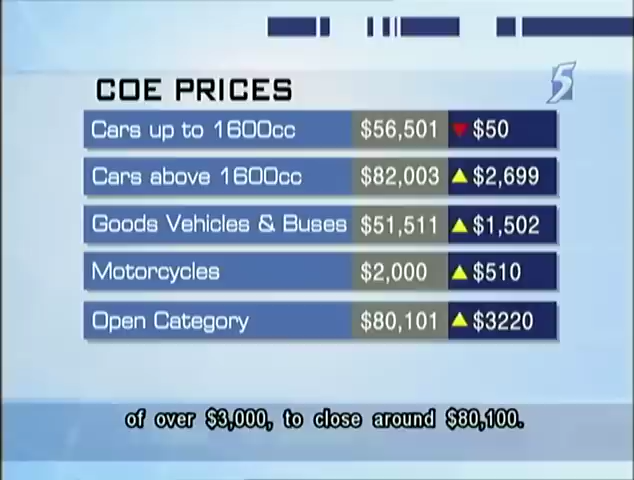 COE PRICES
5
Cars up to 1600cc $56,501 ▼ $50
Cars above 1600cc $82,003 ▲ $2,699
Goods Vehicles & Buses $51,511 ▲ $1,502
Motorcycles $2,000 ▲ $510
Open Category $80,101 ▲ $3220
of over $3,000, to close around $80,100.